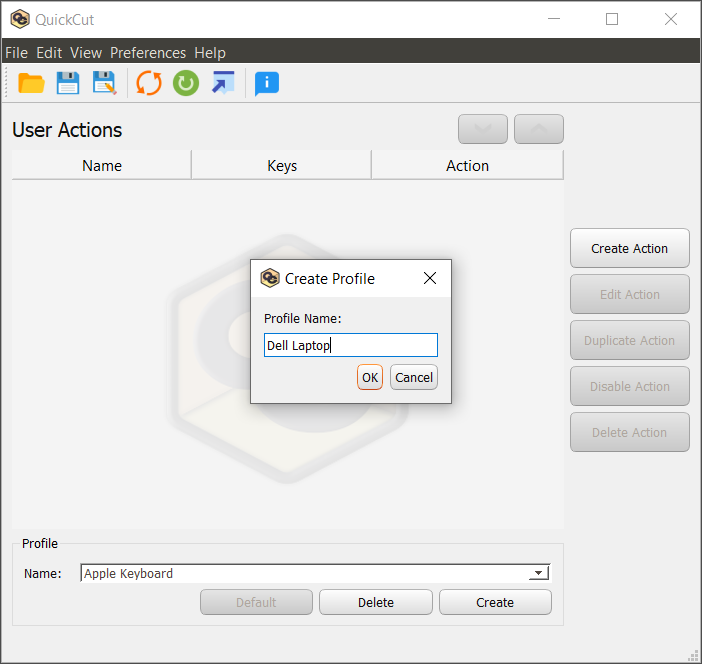 QuickCut
File Edit View Preferences Help
User Actions
Name Keys Action
Create Profile
Profile Name:
Dell Laptop
OK Cancel
Create Action
Edit Action
Duplicate Action
Disable Action
Delete Action
Profile
Name: Apple Keyboard
Default Delete Create